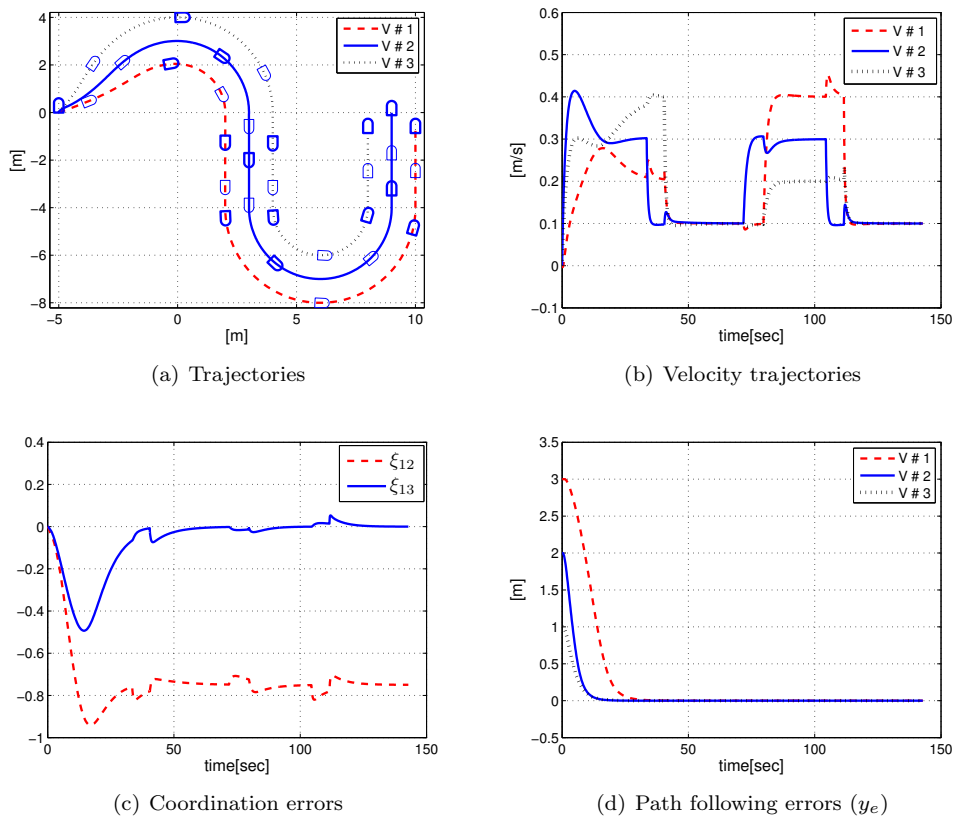 4
2
0
−2
−4
−6
−8
−5
0
5
10
[m]
[m]
V # 1
V # 2
V # 3
(a) Trajectories
0.6
0.5
0.4
0.3
0.2
0.1
0
−0.1
0
50
100
150
time[sec]
[m/s]
V # 1
V # 2
V # 3
(b) Velocity trajectories
0.4
0.2
0
−0.2
−0.4
−0.6
−0.8
−1
0
50
100
150
time[sec]
ξ₁₂
ξ₁₃
(c) Coordination errors
3.5
3
2.5
2
1.5
1
0.5
0
−0.5
0
50
100
150
time[sec]
[m]
V # 1
V # 2
V # 3
(d) Path following errors (yₑ)